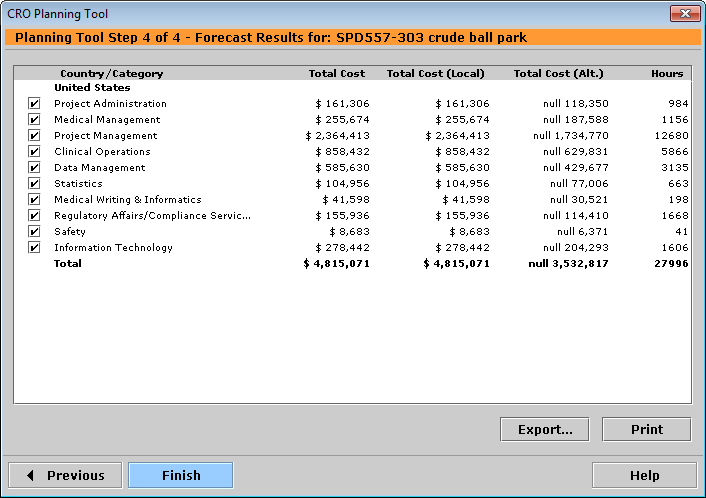 CRO Planning Tool
Planning Tool Step 4 of 4 - Forecast Results for: SPD557-303 crude ball park
Country/Category Total Cost Total Cost (Local) Total Cost (Alt.) Hours
United States
Project Administration $ 161,306 $ 161,306 null 118,350 984
Medical Management $ 255,674 $ 255,674 null 187,588 1156
Project Management $ 2,364,413 $ 2,364,413 null 1,734,770 12680
Clinical Operations $ 858,432 $ 858,432 null 629,831 5866
Data Management $ 585,630 $ 585,630 null 429,677 3135
Statistics $ 104,956 $ 104,956 null 77,006 663
Medical Writing & Informatics $ 41,598 $ 41,598 null 30,521 198
Regulatory Affairs/Compliance Servic... $ 155,936 $ 155,936 null 114,410 1668
Safety $ 8,683 $ 8,683 null 6,371 41
Information Technology $ 278,442 $ 278,442 null 204,293 1606
Total $ 4,815,071 $ 4,815,071 null 3,532,817 27996
Export... Print
Previous Finish Help